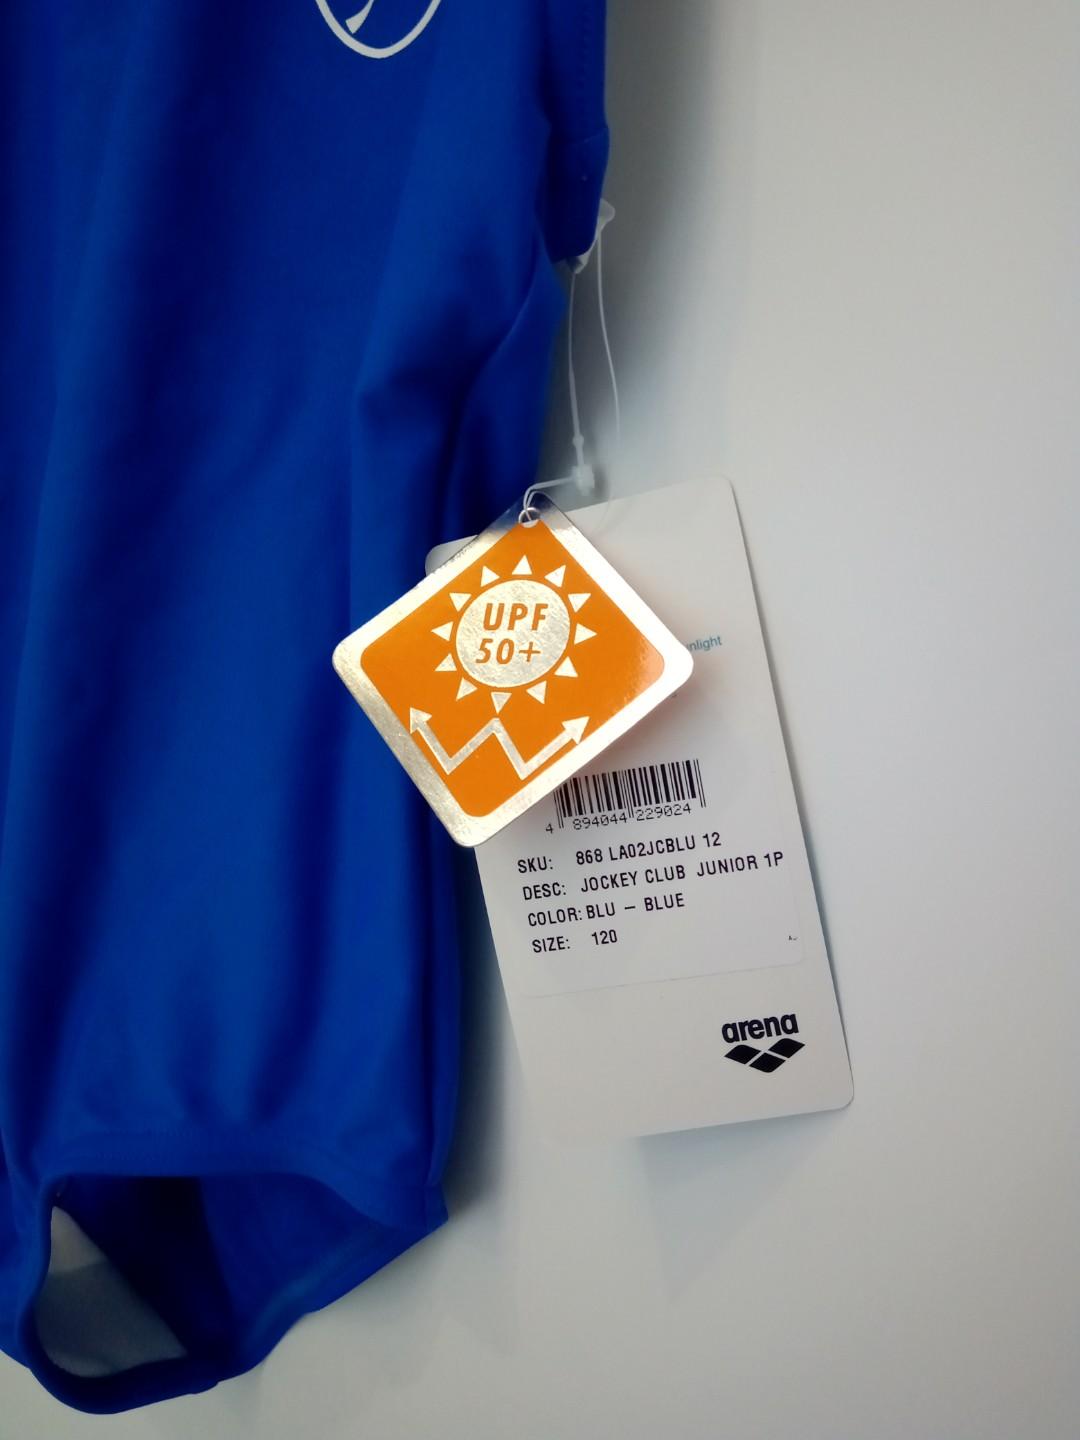 UPF
50+
4 894044 229024
SKU: 868 LA02JCBLU 12
DESC: JOCKEY CLUB JUNIOR 1P
COLOR: BLU – BLUE
SIZE: 120
arena